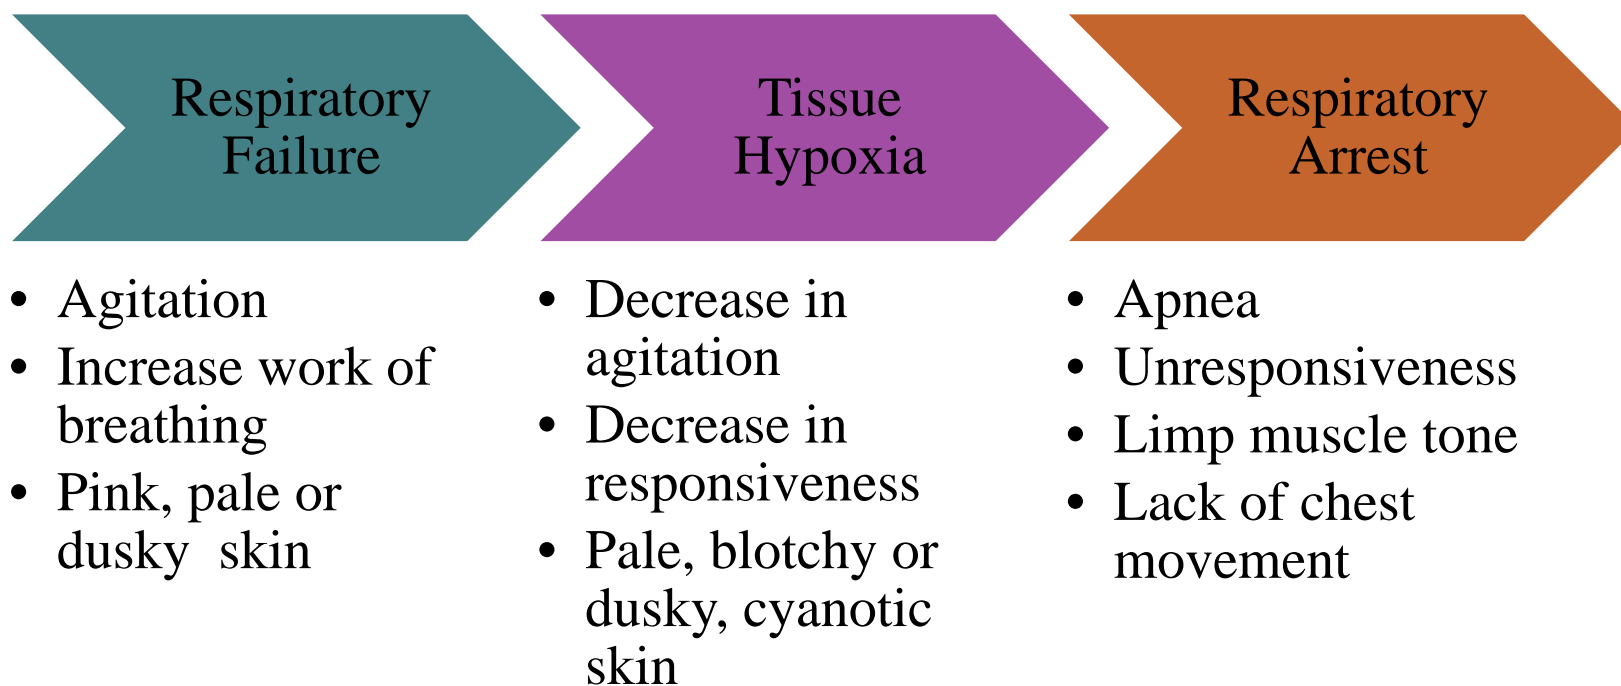 Respiratory
Failure
• Agitation
• Increase work of
breathing
• Pink, pale or
dusky  skin
Tissue
Hypoxia
• Decrease in
agitation
• Decrease in
responsiveness
• Pale, blotchy or
dusky, cyanotic
skin
Respiratory
Arrest
• Apnea
• Unresponsiveness
• Limp muscle tone
• Lack of chest
movement